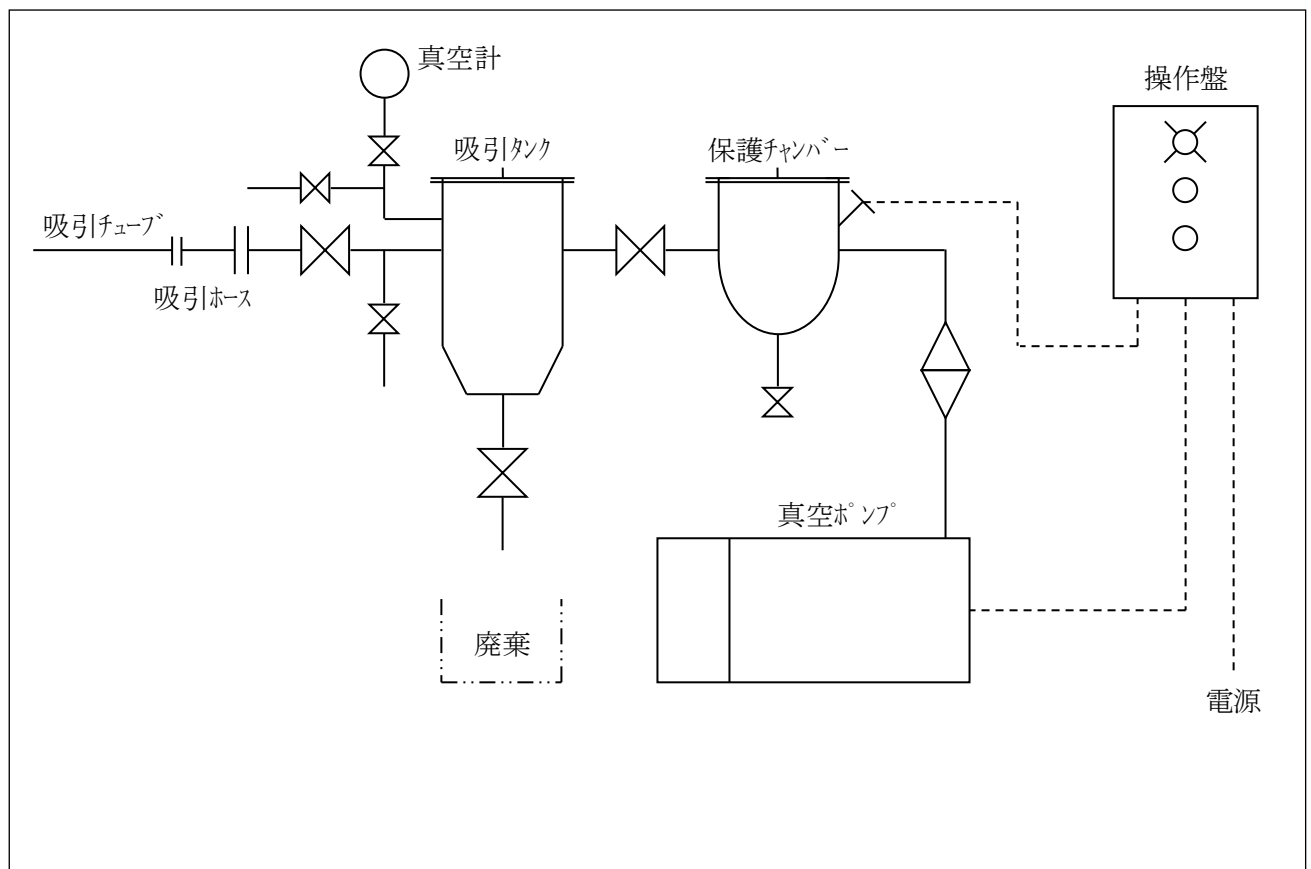 真空計
操作盤
吸引ﾀﾝｸ
保護ﾁｬﾝﾊﾞｰ
吸引ﾁｭｰﾌﾞ
吸引ﾎｰｽ
真空ﾎﾟﾝﾌﾟ
廃棄
電源